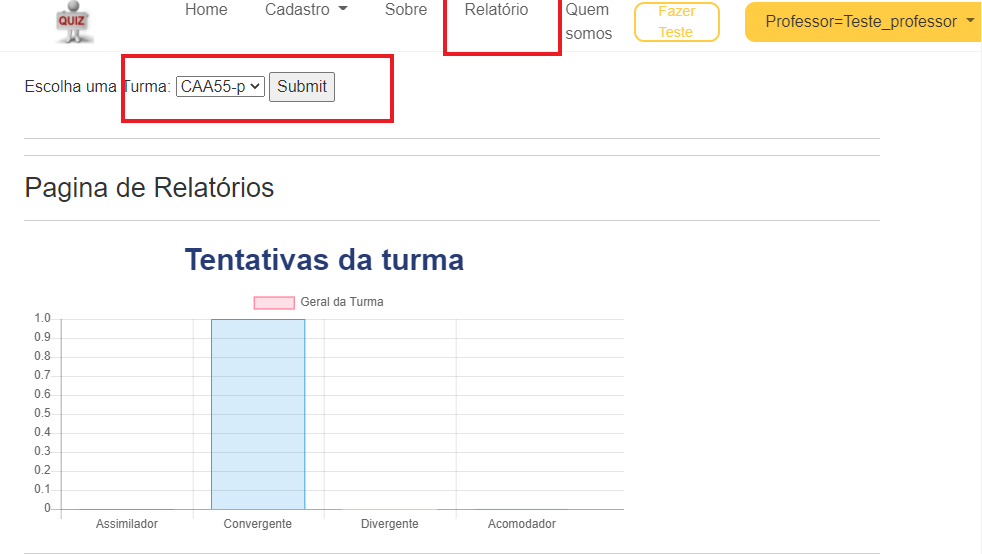 QUIZ
Home Cadastro Sobre Relatório Quem somos Fazer Teste Professor=Teste_professor
Escolha uma Turma: CAA55-p Submit
Pagina de Relatórios
Tentativas da turma
Geral da Turma
1.0
0.9
0.8
0.7
0.6
0.5
0.4
0.3
0.2
0.1
0
Assimilador Convergente Divergente Acomodador